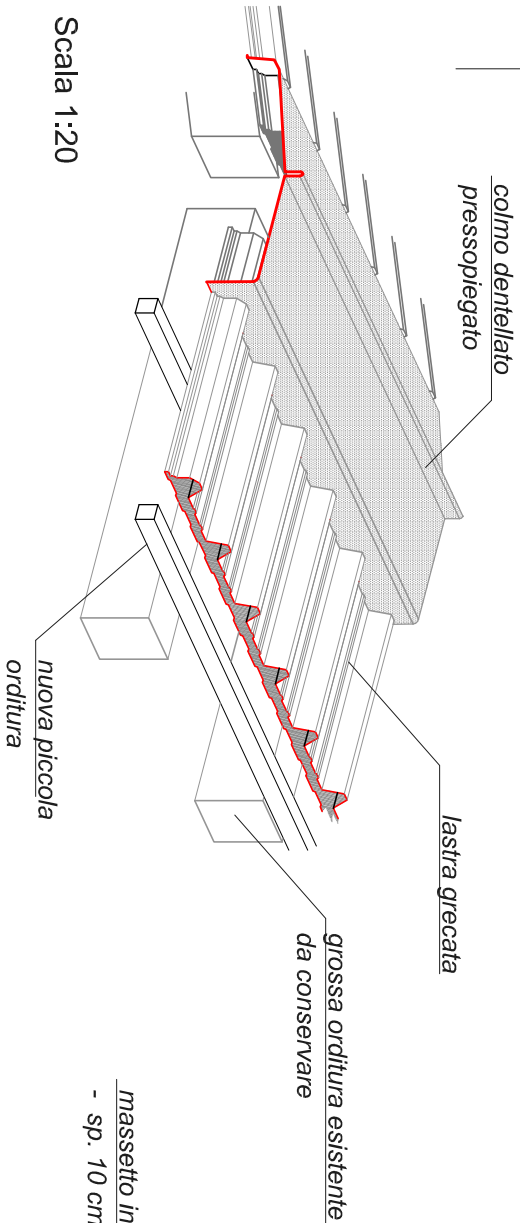 colmo dentellato
pressopiegato
lastra grecata
grossa orditura esistente
da conservare
nuova piccola
orditura
massetto in
- sp. 10 cm
Scala 1:20